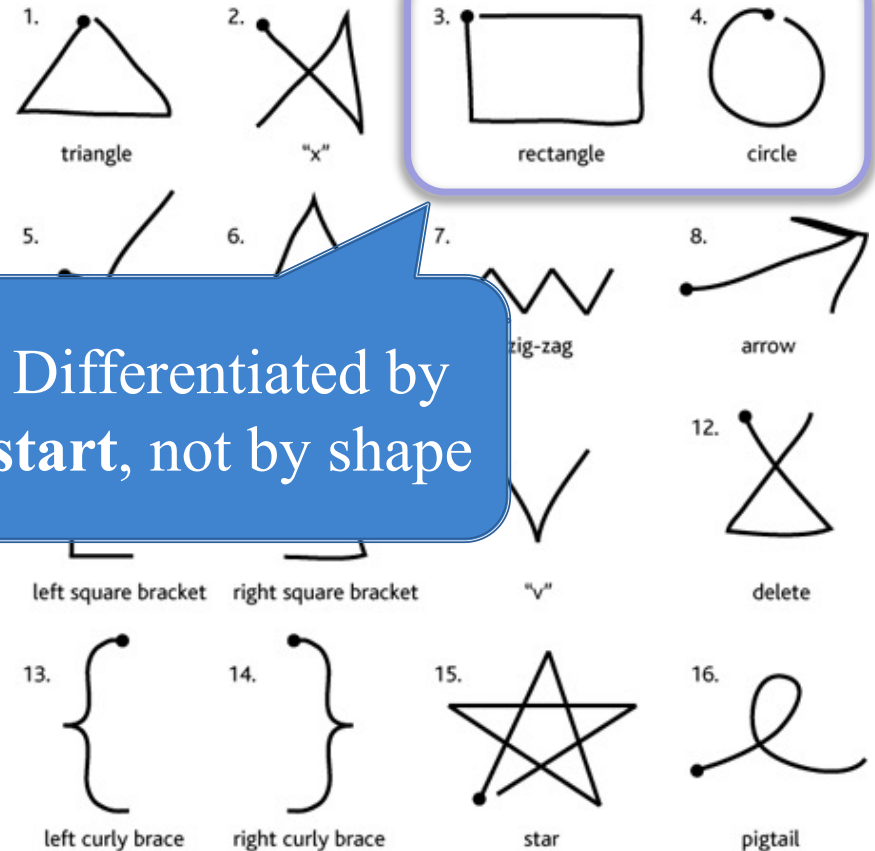 1. 2. 3. 4.
triangle “x” rectangle circle
5. 6. 7. 8.
zig-zag arrow
Differentiated by
start, not by shape
12.
left square bracket right square bracket “v” delete
13. 14. 15. 16.
left curly brace right curly brace star pigtail